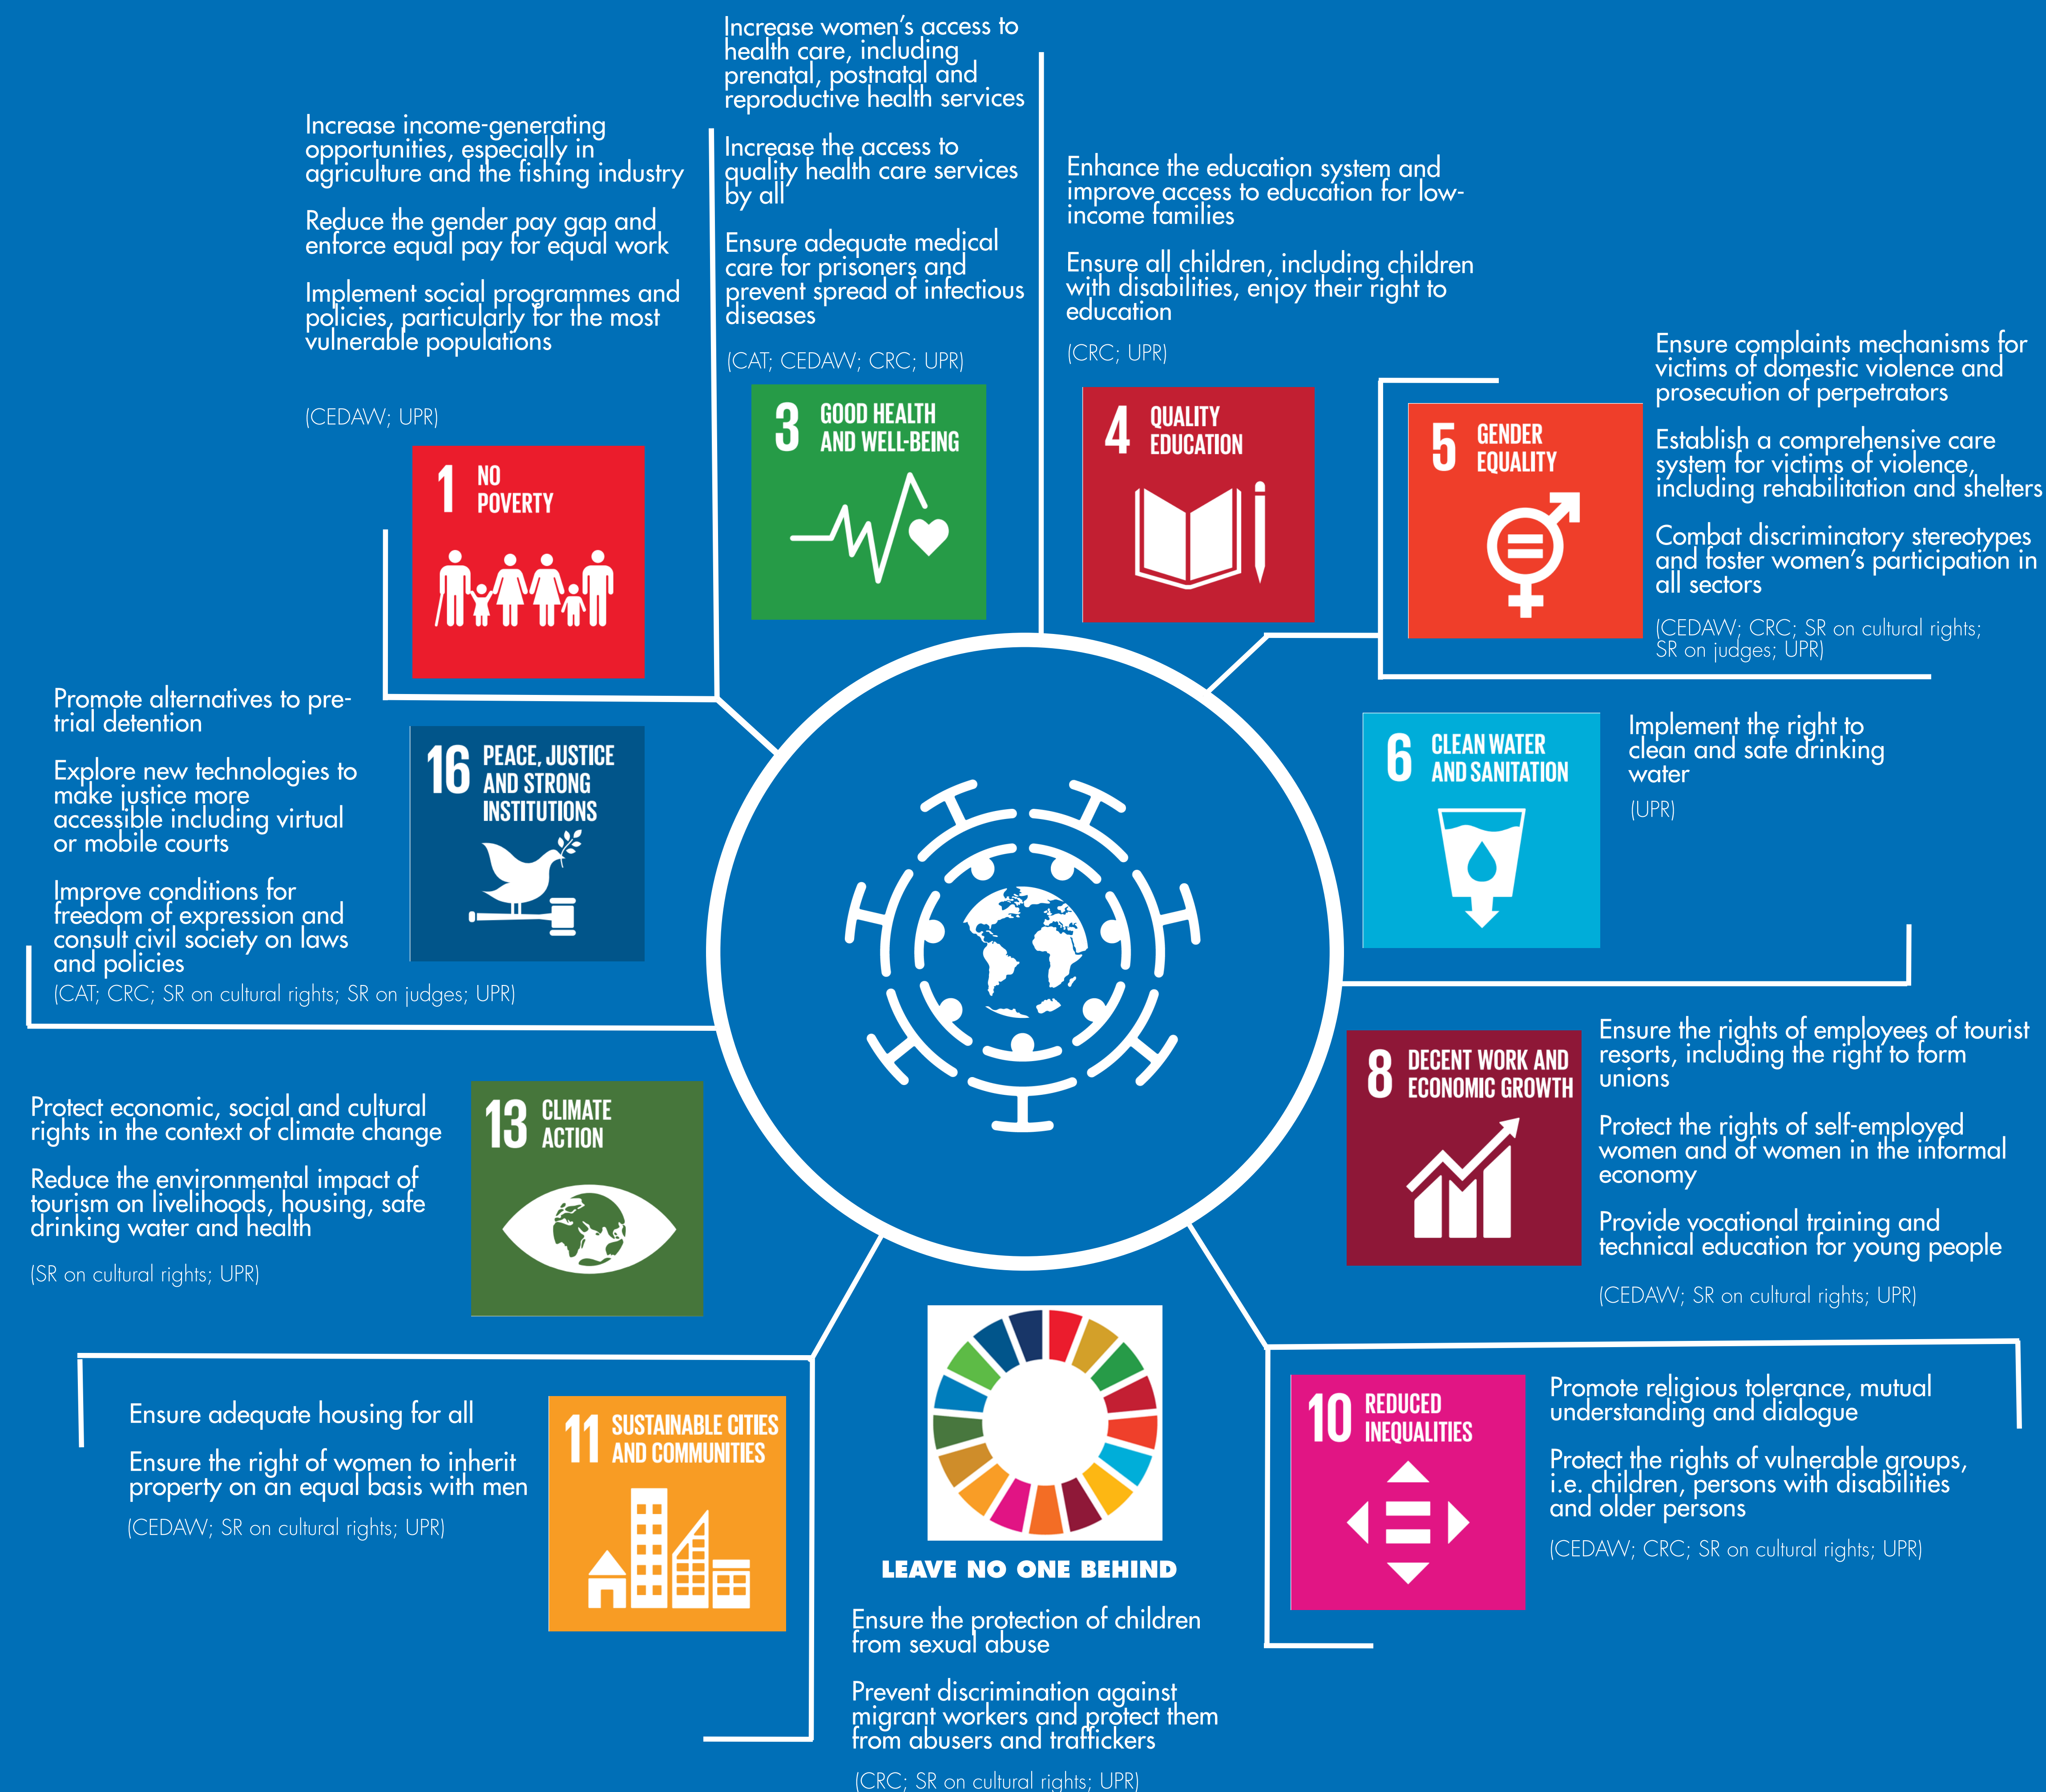 Increase income-generating
opportunities, especially in
agriculture and the fishing industry
Reduce the gender pay gap and
enforce equal pay for equal work
Implement social programmes and
policies, particularly for the most
vulnerable populations
(CEDAW; UPR)
1 NO
POVERTY
Increase women's access to
health care, including
prenatal, postnatal and
reproductive health services
Increase the access to
quality health care services
by all
Ensure adequate medical
care for prisoners and
prevent spread of infectious
diseases
(CAT; CEDAW; CRC; UPR)
3 GOOD HEALTH
AND WELL-BEING
Enhance the education system and
improve access to education for low-
income families
Ensure all children, including children
with disabilities, enjoy their right to
education
(CRC; UPR)
4 QUALITY
EDUCATION
5 GENDER
EQUALITY
Ensure complaints mechanisms for
victims of domestic violence and
prosecution of perpetrators
Establish a comprehensive care
system for victims of violence,
including rehabilitation and shelters
Combat discriminatory stereotypes
and foster women's participation in
all sectors
(CEDAW; CRC; SR on cultural rights;
SR on judges; UPR)
6 CLEAN WATER
AND SANITATION
Implement the right to
clean and safe drinking
water
(UPR)
8 DECENT WORK AND
ECONOMIC GROWTH
Ensure the rights of employees of tourist
resorts, including the right to form
unions
Protect the rights of self-employed
women and of women in the informal
economy
Provide vocational training and
technical education for young people
(CEDAW; SR on cultural rights; UPR)
10 REDUCED
INEQUALITIES
Promote religious tolerance, mutual
understanding and dialogue
Protect the rights of vulnerable groups,
i.e. children, persons with disabilities
and older persons
(CEDAW; CRC; SR on cultural rights; UPR)
LEAVE NO ONE BEHIND
Ensure the protection of children
from sexual abuse
Prevent discrimination against
migrant workers and protect them
from abusers and traffickers
(CRC; SR on cultural rights; UPR)
Ensure adequate housing for all
Ensure the right of women to inherit
property on an equal basis with men
(CEDAW; SR on cultural rights; UPR)
11 SUSTAINABLE CITIES
AND COMMUNITIES
Protect economic, social and cultural
rights in the context of climate change
Reduce the environmental impact of
tourism on livelihoods, housing, safe
drinking water and health
(SR on cultural rights; UPR)
13 CLIMATE
ACTION
Promote alternatives to pre-
trial detention
Explore new technologies to
make justice more
accessible including virtual
or mobile courts
Improve conditions for
freedom of expression and
consult civil society on laws
and policies
(CAT; CRC; SR on cultural rights; SR on judges; UPR)
16 PEACE, JUSTICE
AND STRONG
INSTITUTIONS